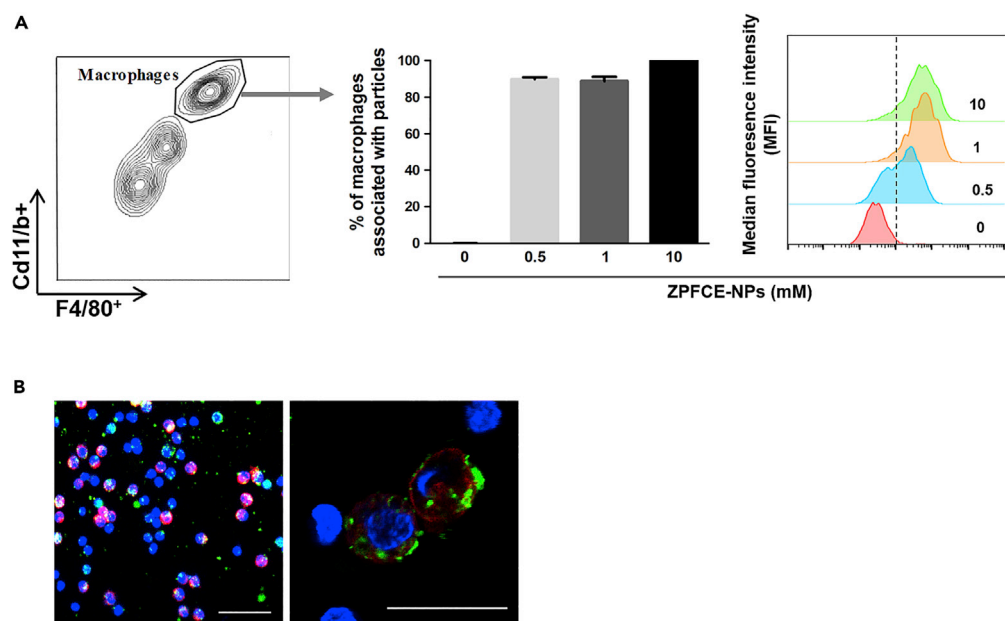 A
Macrophages
Cd11/b+
F4/80+
% of macrophages
associated with particles
100
80
60
40
20
0
0 0.5 1 10
Median fluoresence intensity
(MFI)
10
1
0.5
0
ZPFCE-NPs (mM)
B